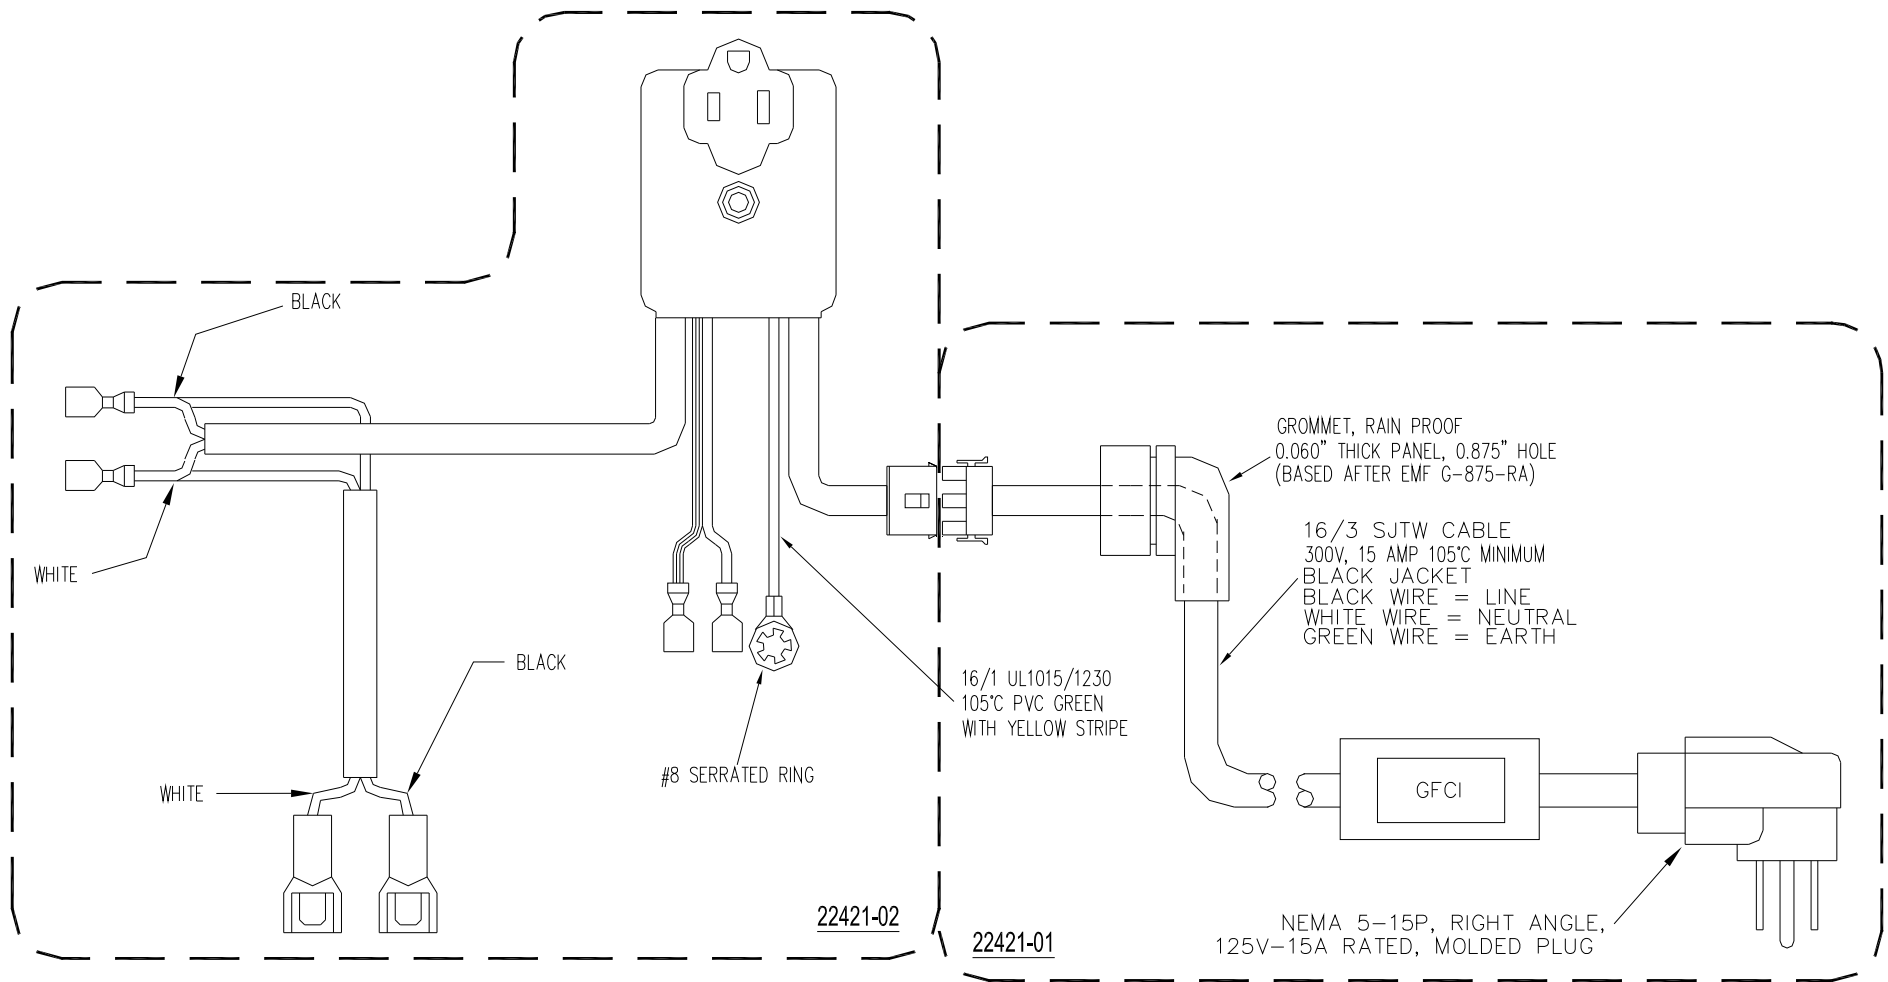 BLACK
WHITE
WHITE
BLACK
#8 SERRATED RING
16/1 UL1015/1230
105°C PVC GREEN
WITH YELLOW STRIPE
22421-02
GROMMET, RAIN PROOF
0.060" THICK PANEL, 0.875" HOLE
(BASED AFTER EMF G-875-RA)
16/3 SJTW CABLE
300V, 15 AMP 105°C MINIMUM
BLACK JACKET
BLACK WIRE = LINE
WHITE WIRE = NEUTRAL
GREEN WIRE = EARTH
GFCI
NEMA 5-15P, RIGHT ANGLE,
125V-15A RATED, MOLDED PLUG
22421-01